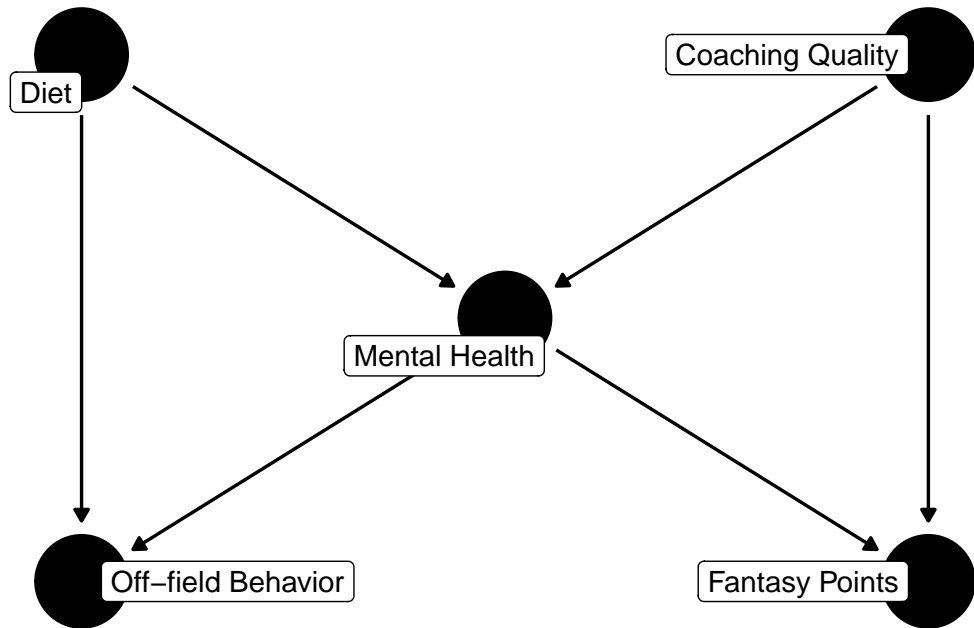 Coaching Quality
Diet
Mental Health
Off−field Behavior
Fantasy Points